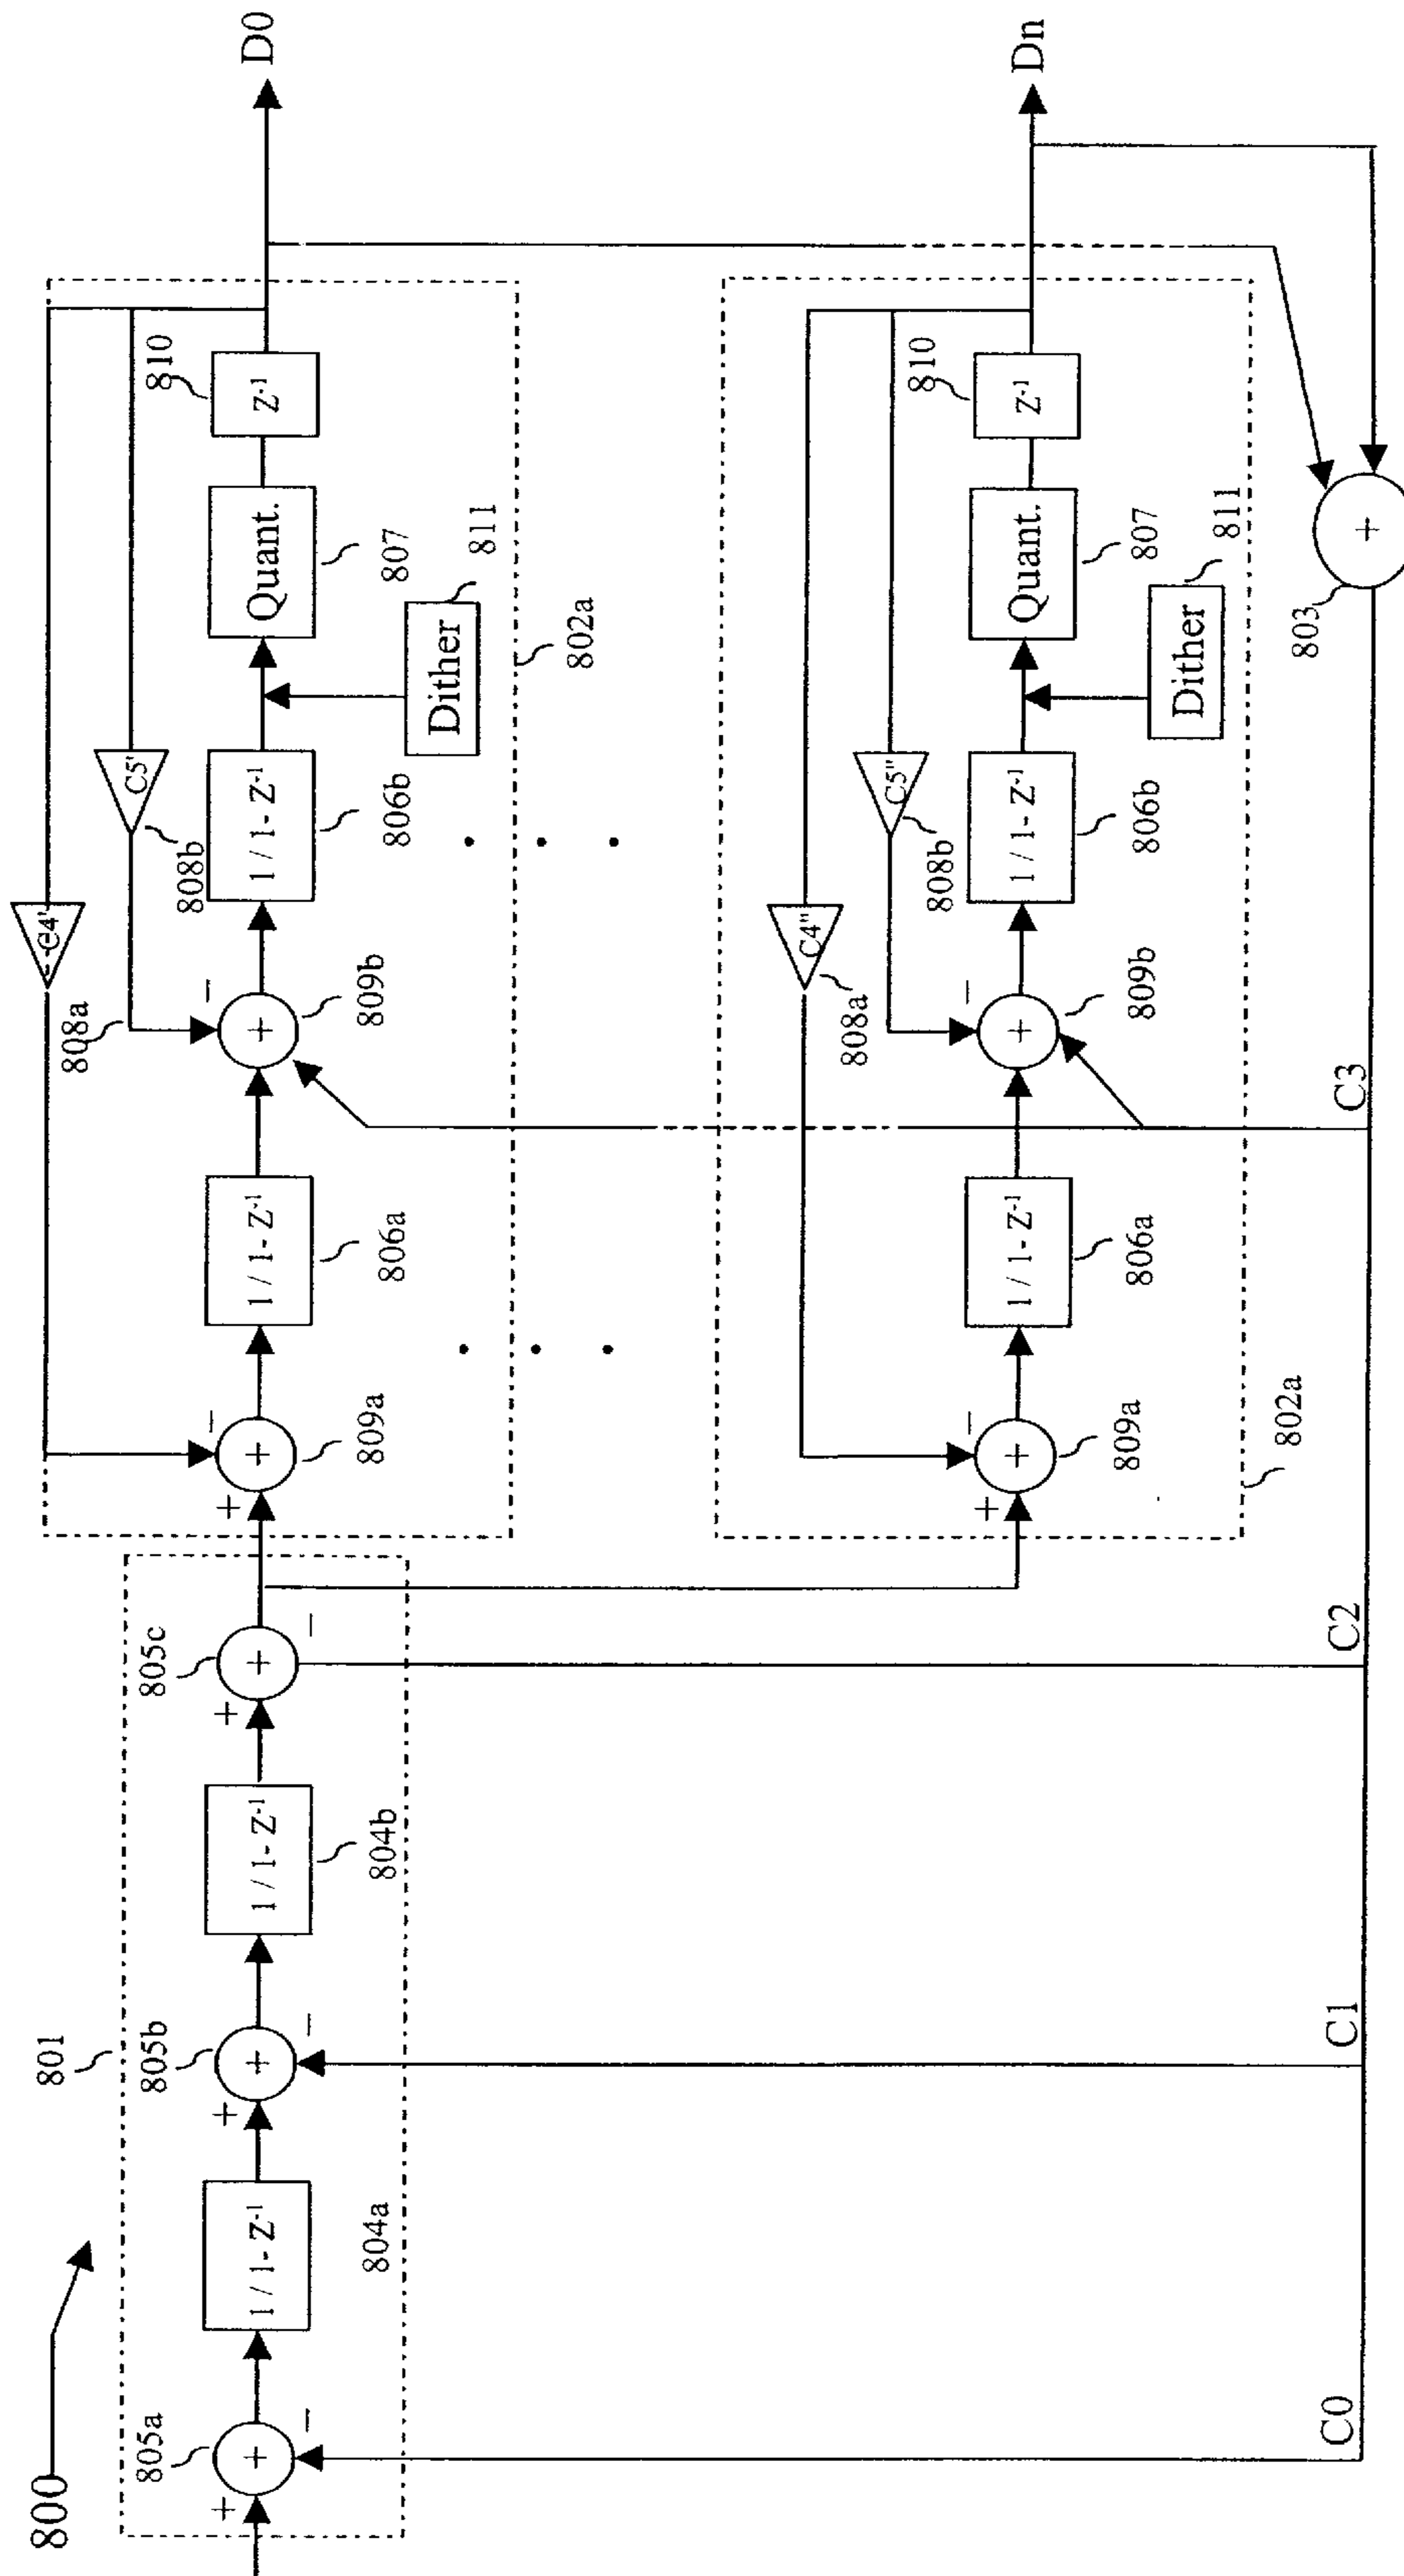 800
801
805a
+
+
−
1 / 1- Z⁻¹
804a
805b
+
+
−
1 / 1- Z⁻¹
804b
805c
+
+
−
+
−
+
809a
1 / 1- Z⁻¹
806a
−
+
809b
808a
C4'
808b
C5'
1 / 1- Z⁻¹
806b
Dither
811
Quant.
807
Z⁻¹
810
802a
D0
+
−
+
809a
1 / 1- Z⁻¹
806a
−
+
809b
808a
C4"
808b
C5"
1 / 1- Z⁻¹
806b
Dither
811
Quant.
807
Z⁻¹
810
802a
Dn
C0
C1
C2
C3
803
+